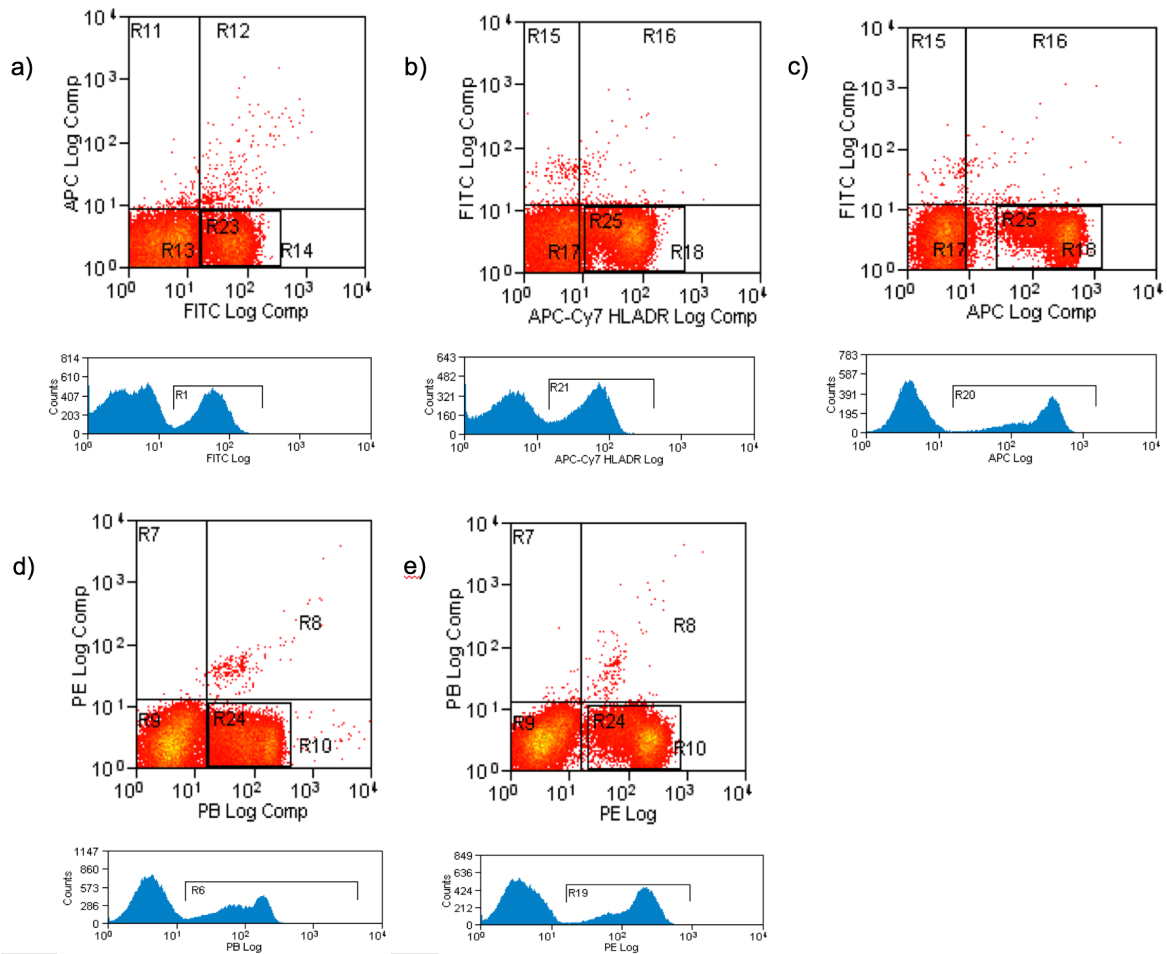 a)
10⁴
10³
10²
10¹
10⁰
APC Log Comp
R11
R12
R23
R13
R14
10⁰
10¹
10²
10³
10⁴
FITC Log Comp
814
610
407
203
0
Counts
R1
10⁰
10¹
10²
10³
10⁴
FITC Log
b)
10⁴
10³
10²
10¹
10⁰
FITC Log Comp
R15
R16
R25
R17
R18
10⁰
10¹
10²
10³
10⁴
APC-Cy7 HLADR Log Comp
643
482
321
160
0
Counts
R21
10⁰
10¹
10²
10³
10⁴
APC-Cy7 HLADR Log
c)
10⁴
10³
10²
10¹
10⁰
FITC Log Comp
R15
R16
R25
R17
R18
10⁰
10¹
10²
10³
10⁴
APC Log Comp
783
587
391
195
0
Counts
R20
10⁰
10¹
10²
10³
10⁴
APC Log
d)
10⁴
10³
10²
10¹
10⁰
PE Log Comp
R7
R8
R9
R24
R10
10⁰
10¹
10²
10³
10⁴
PB Log Comp
1147
860
573
286
0
Counts
R6
10⁰
10¹
10²
10³
10⁴
PB Log
e)
10⁴
10³
10²
10¹
10⁰
PB Log Comp
R7
R8
R9
R24
R10
10⁰
10¹
10²
10³
10⁴
PE Log
849
636
424
212
0
Counts
R19
10⁰
10¹
10²
10³
10⁴
PE Log